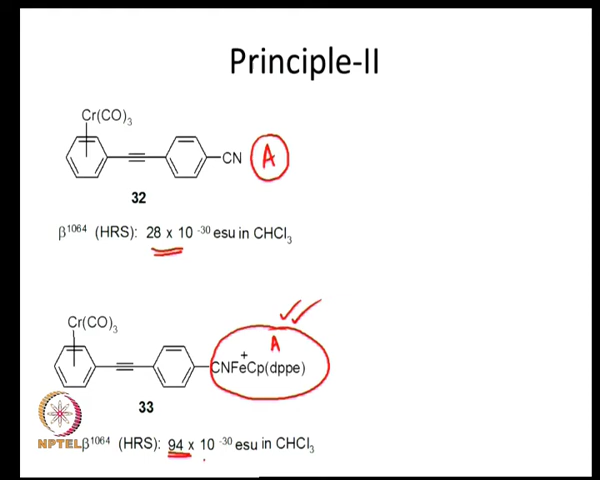 Principle-II
Cr(CO)₃
CN A
32
β¹⁰⁶⁴ (HRS): 28 x 10 ⁻³⁰ esu in CHCl₃
Cr(CO)₃
A
+
CNFeCp(dppe)
33
NPTEL β¹⁰⁶⁴ (HRS): 94 x 10 ⁻³⁰ esu in CHCl₃